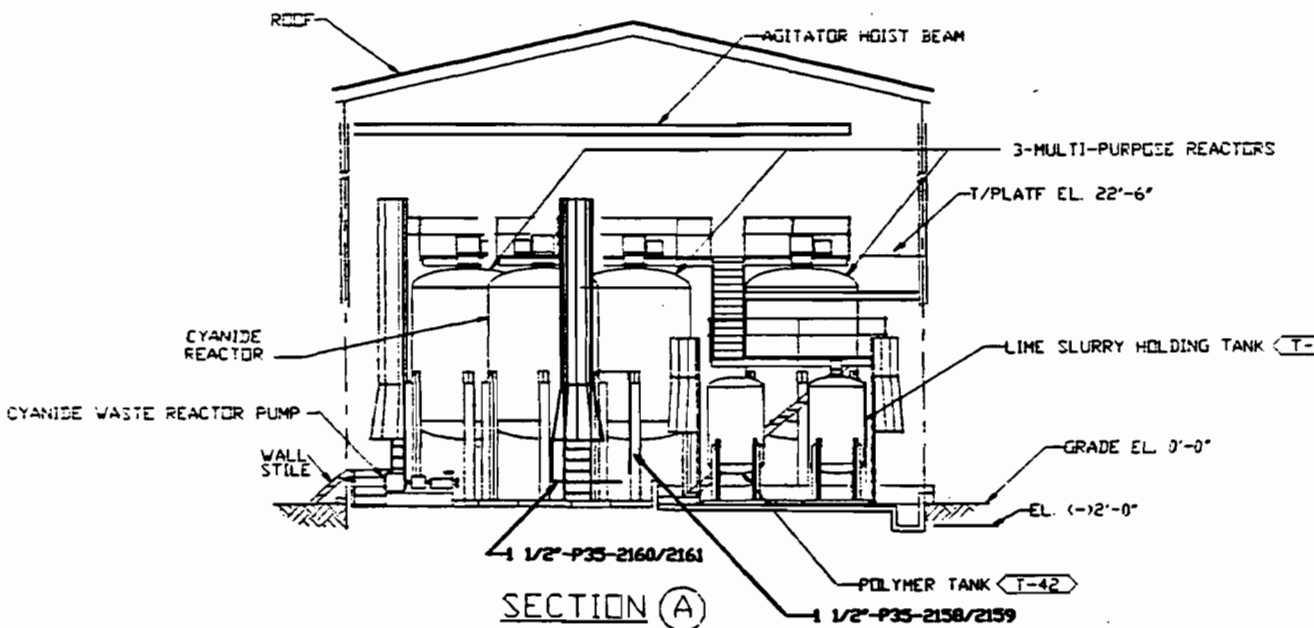 ROOF
AGITATOR HOIST BEAM
3-MULTI-PURPOSE REACTORS
T/PLATF EL. 22'-6"
CYANIDE
REACTOR
LIME SLURRY HOLDING TANK T-
CYANIDE WASTE REACTOR PUMP
WALL
STILE
GRADE EL. 0'-0"
EL. (-)2'-0"
1 1/2"-P35-2160/2161
POLYMER TANK T-42
SECTION A
1 1/2"-P35-2158/2159